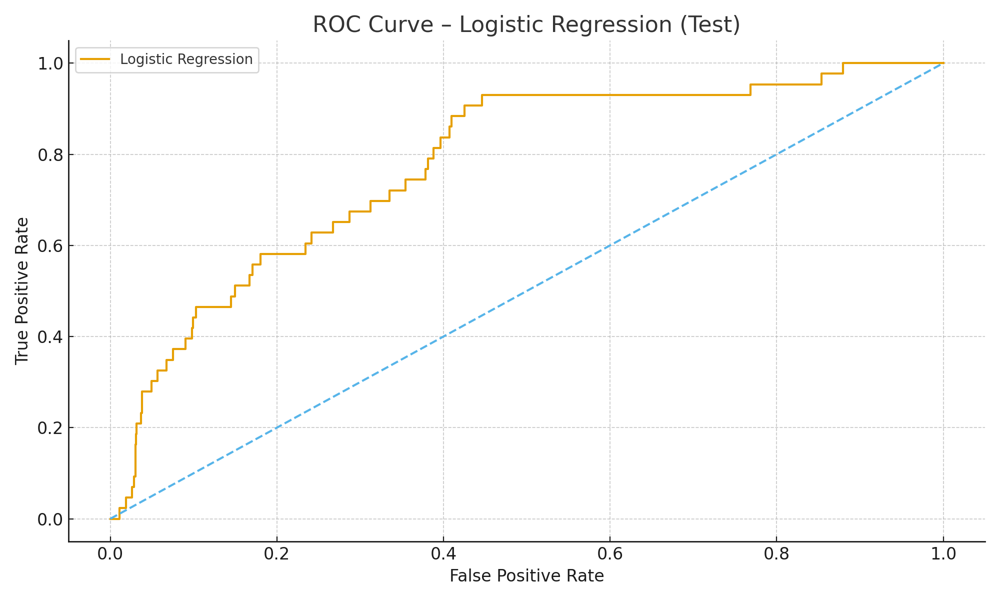 ROC Curve – Logistic Regression (Test)
Logistic Regression
1.0
0.8
0.6
0.4
0.2
0.0
True Positive Rate
0.0 0.2 0.4 0.6 0.8 1.0
False Positive Rate